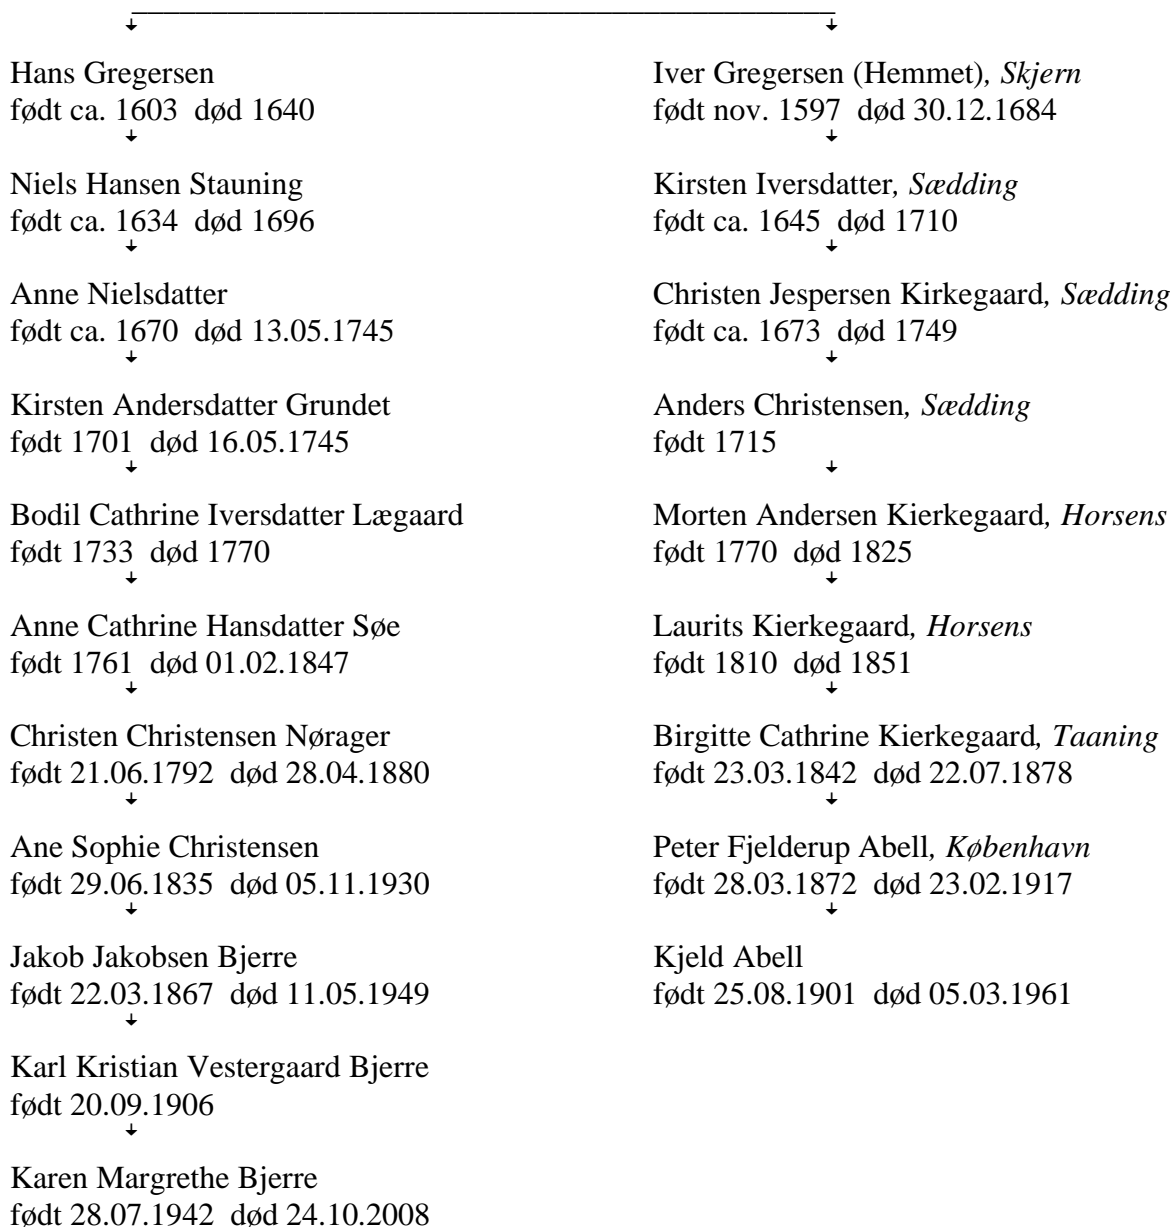 Hans Gregersen
født ca. 1603 død 1640
Niels Hansen Stauning
født ca. 1634 død 1696
Anne Nielsdatter
født ca. 1670 død 13.05.1745
Kirsten Andersdatter Grundet
født 1701 død 16.05.1745
Bodil Cathrine Iversdatter Lægaard
født 1733 død 1770
Anne Cathrine Hansdatter Søe
født 1761 død 01.02.1847
Christen Christensen Nørager
født 21.06.1792 død 28.04.1880
Ane Sophie Christensen
født 29.06.1835 død 05.11.1930
Jakob Jakobsen Bjerre
født 22.03.1867 død 11.05.1949
Karl Kristian Vestergaard Bjerre
født 20.09.1906
Karen Margrethe Bjerre
født 28.07.1942 død 24.10.2008
Iver Gregersen (Hemmet), Skjern
født nov. 1597 død 30.12.1684
Kirsten Iversdatter, Sædding
født ca. 1645 død 1710
Christen Jespersen Kirkegaard, Sædding
født ca. 1673 død 1749
Anders Christensen, Sædding
født 1715
Morten Andersen Kierkegaard, Horsens
født 1770 død 1825
Laurits Kierkegaard, Horsens
født 1810 død 1851
Birgitte Cathrine Kierkegaard, Taaning
født 23.03.1842 død 22.07.1878
Peter Fjelderup Abell, København
født 28.03.1872 død 23.02.1917
Kjeld Abell
født 25.08.1901 død 05.03.1961